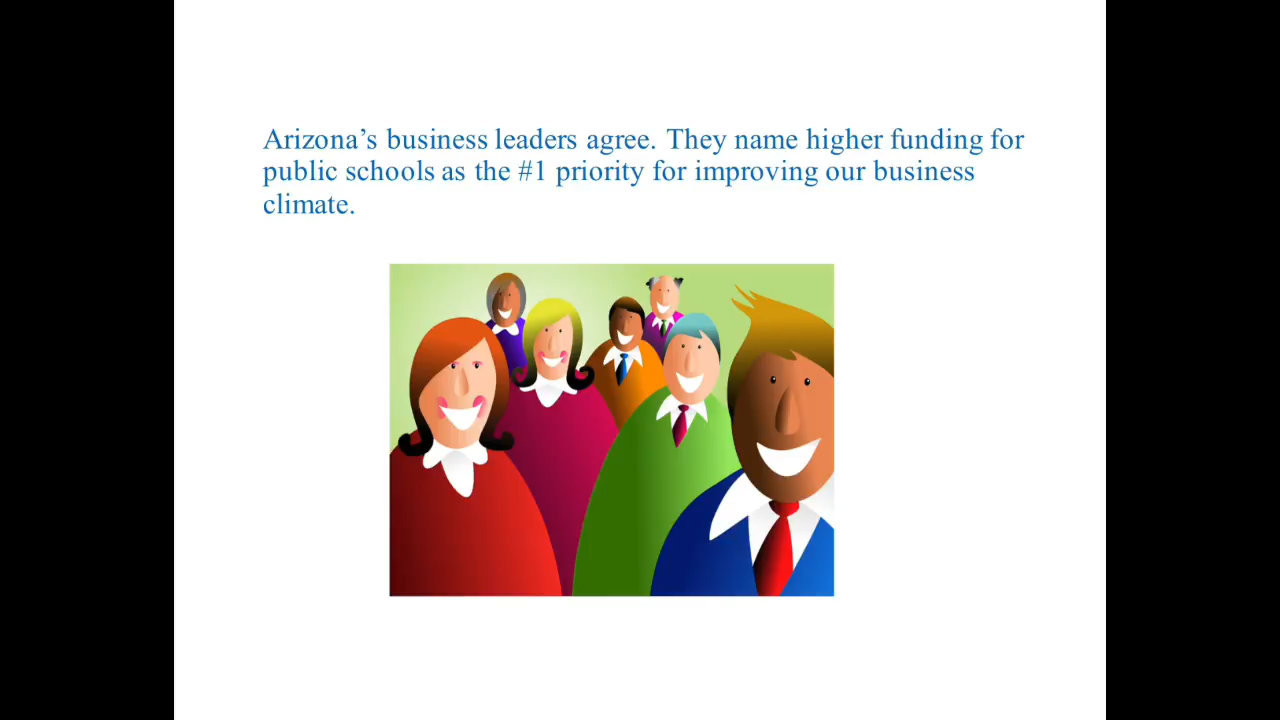 Arizona’s business leaders agree. They name higher funding for
public schools as the #1 priority for improving our business
climate.